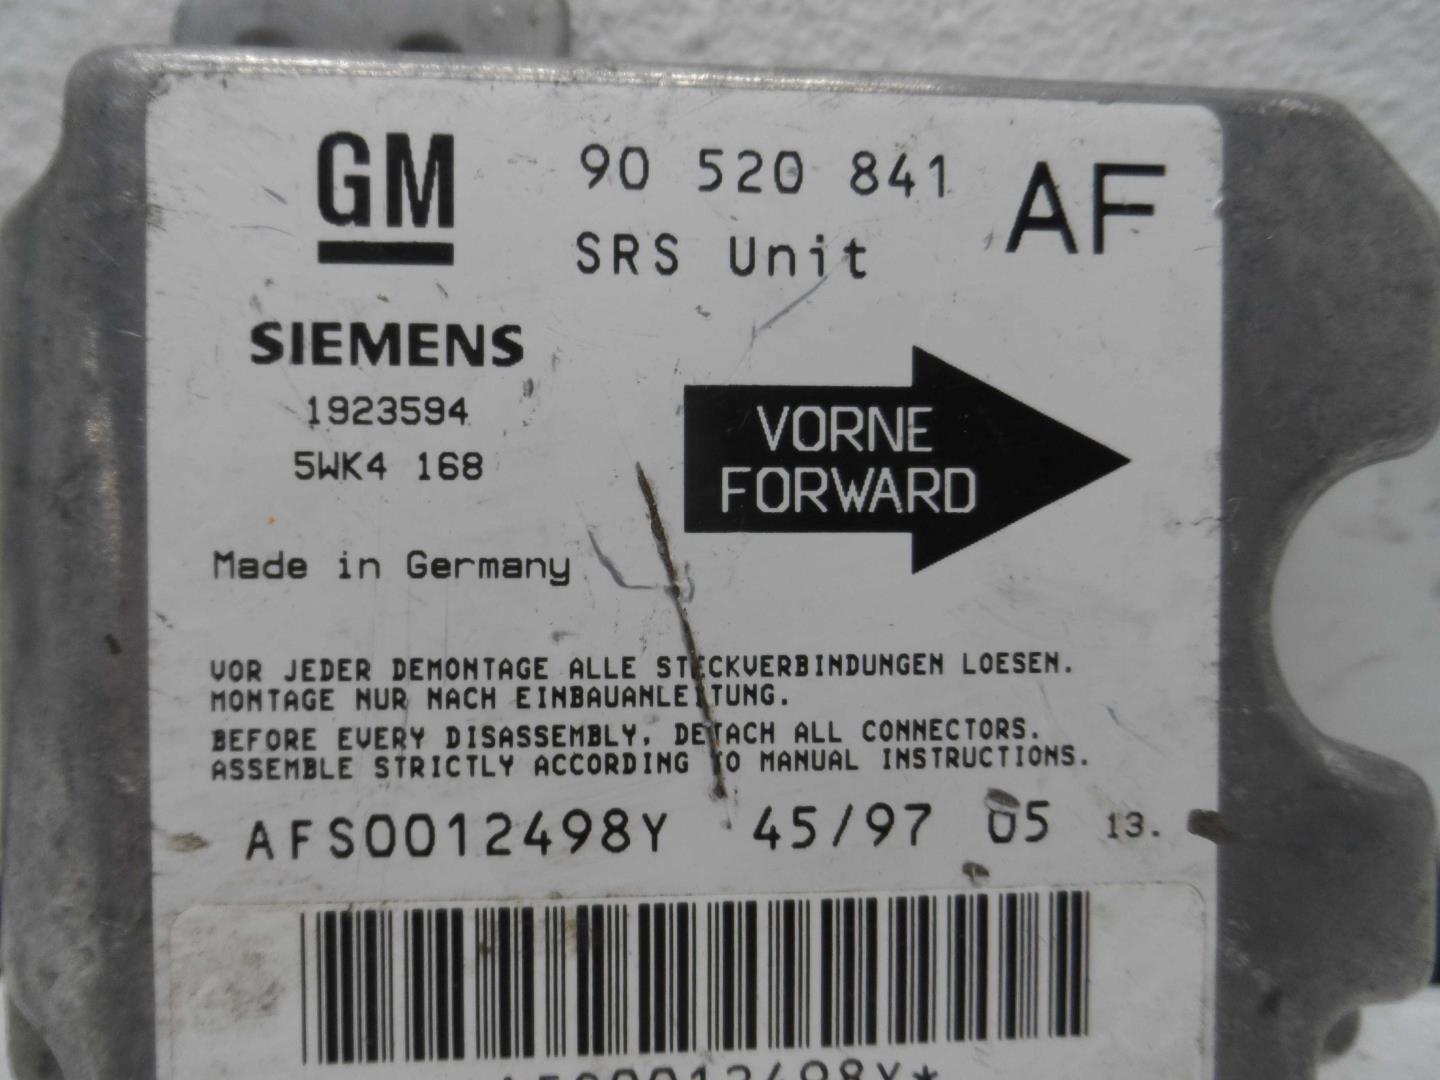 GM 90 520 841 AF
SRS Unit
SIEMENS
1923594
5WK4 168
VORNE
FORWARD
Made in Germany
VOR JEDER DEMONTAGE ALLE STECKVERBINDUNGEN LOESEN.
MONTAGE NUR NACH EINBAUANLEITUNG.
BEFORE EVERY DISASSEMBLY, DETACH ALL CONNECTORS.
ASSEMBLE STRICTLY ACCORDING TO MANUAL INSTRUCTIONS.
AFS0012498Y 45/97 05 13.
AFS0012498Y*